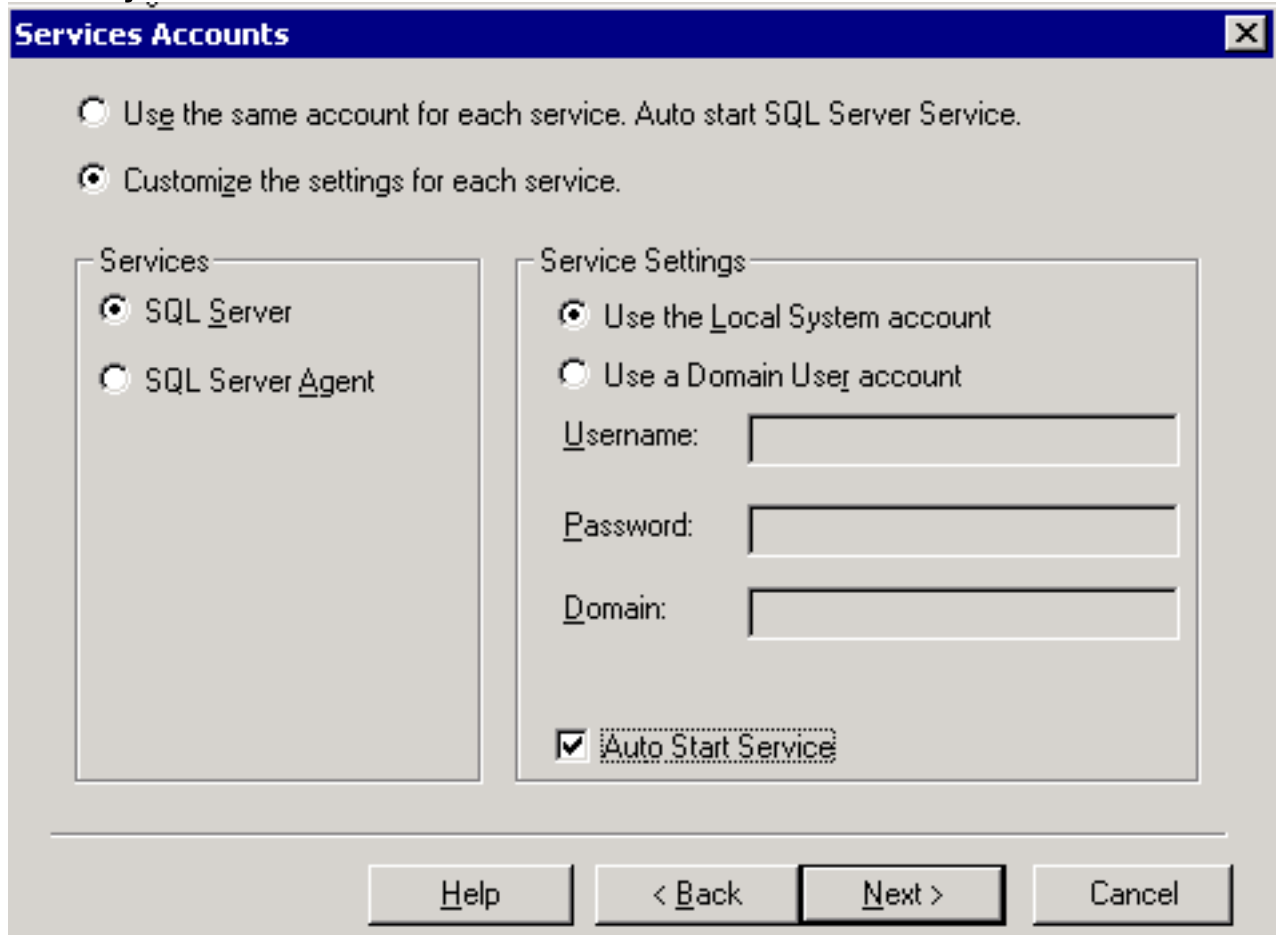 Services Accounts
Use the same account for each service. Auto start SQL Server Service.
Customize the settings for each service.
Services
SQL Server
SQL Server Agent
Service Settings
Use the Local System account
Use a Domain User account
Username:
Password:
Domain:
Auto Start Service
Help
< Back
Next >
Cancel